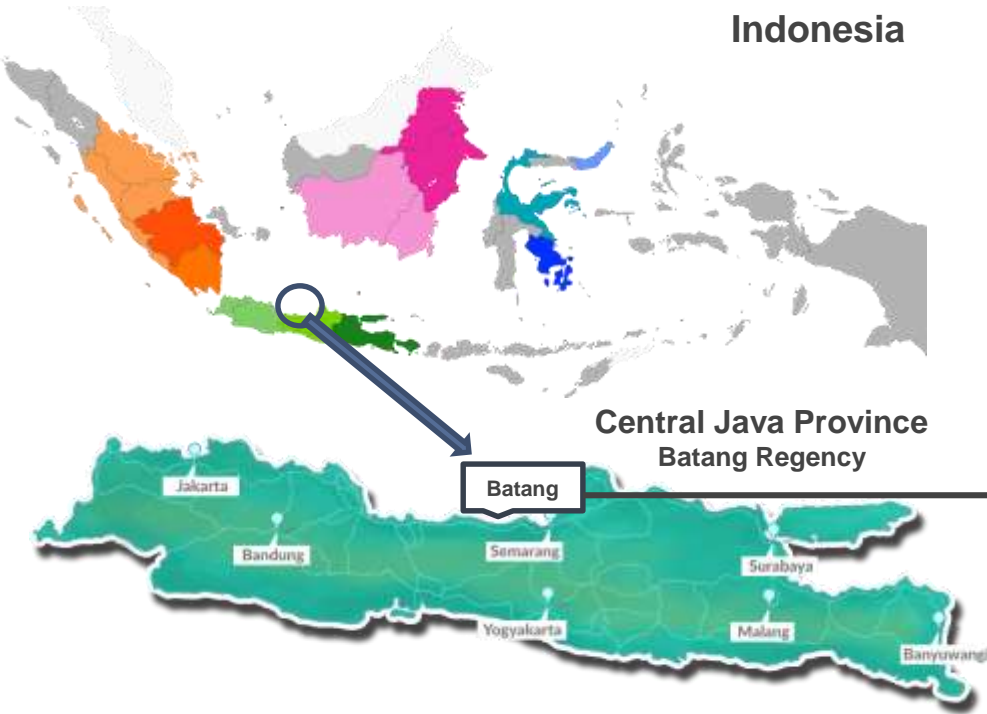 Indonesia
Central Java Province
Batang Regency
Batang
Jakarta
Bandung
Semarang
Surabaya
Yogyakarta
Malang
Banyuwangi